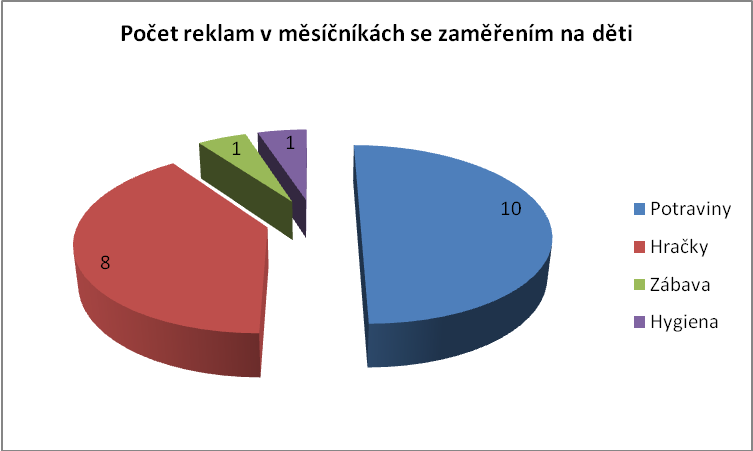 Počet reklam v měsíčníkách se zaměřením na děti
1
1
10
8
Potraviny
Hračky
Zábava
Hygiena